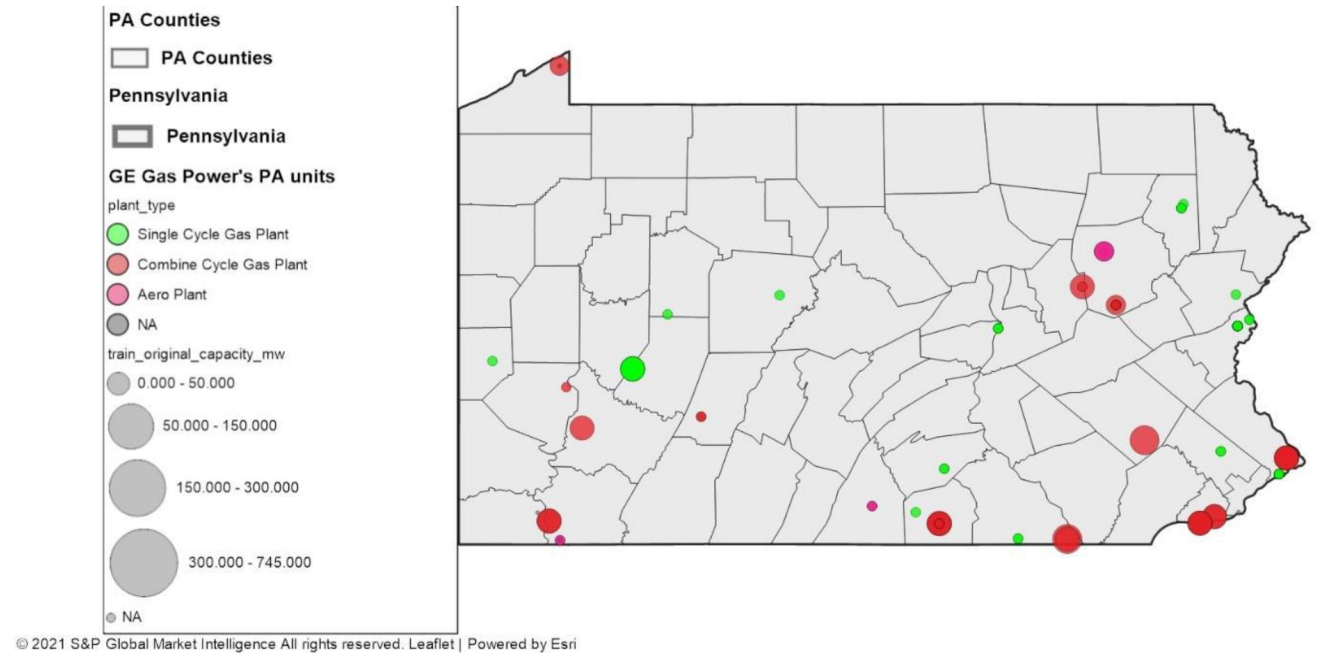 PA Counties
PA Counties
Pennsylvania
Pennsylvania
GE Gas Power's PA units
plant_type
Single Cycle Gas Plant
Combine Cycle Gas Plant
Aero Plant
NA
train_original_capacity_mw
0.000 - 50.000
50.000 - 150.000
150.000 - 300.000
300.000 - 745.000
NA
© 2021 S&P Global Market Intelligence All rights reserved. Leaflet | Powered by Esri